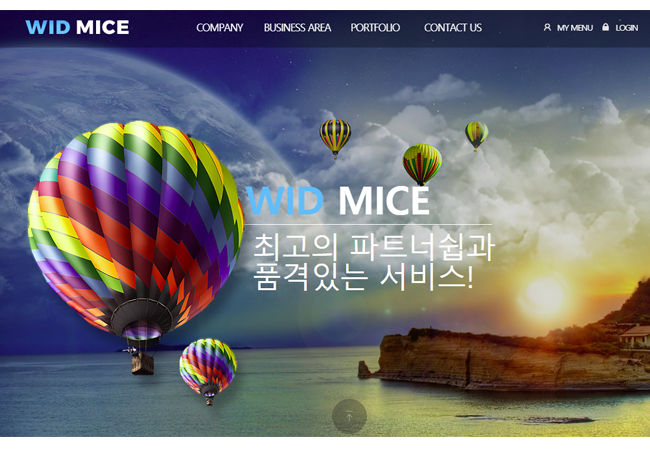 WID MICE
COMPANY BUSINESS AREA PORTFOLIO CONTACT US MY MENU LOGIN
WID MICE
최고의 파트너쉽과
품격있는 서비스!